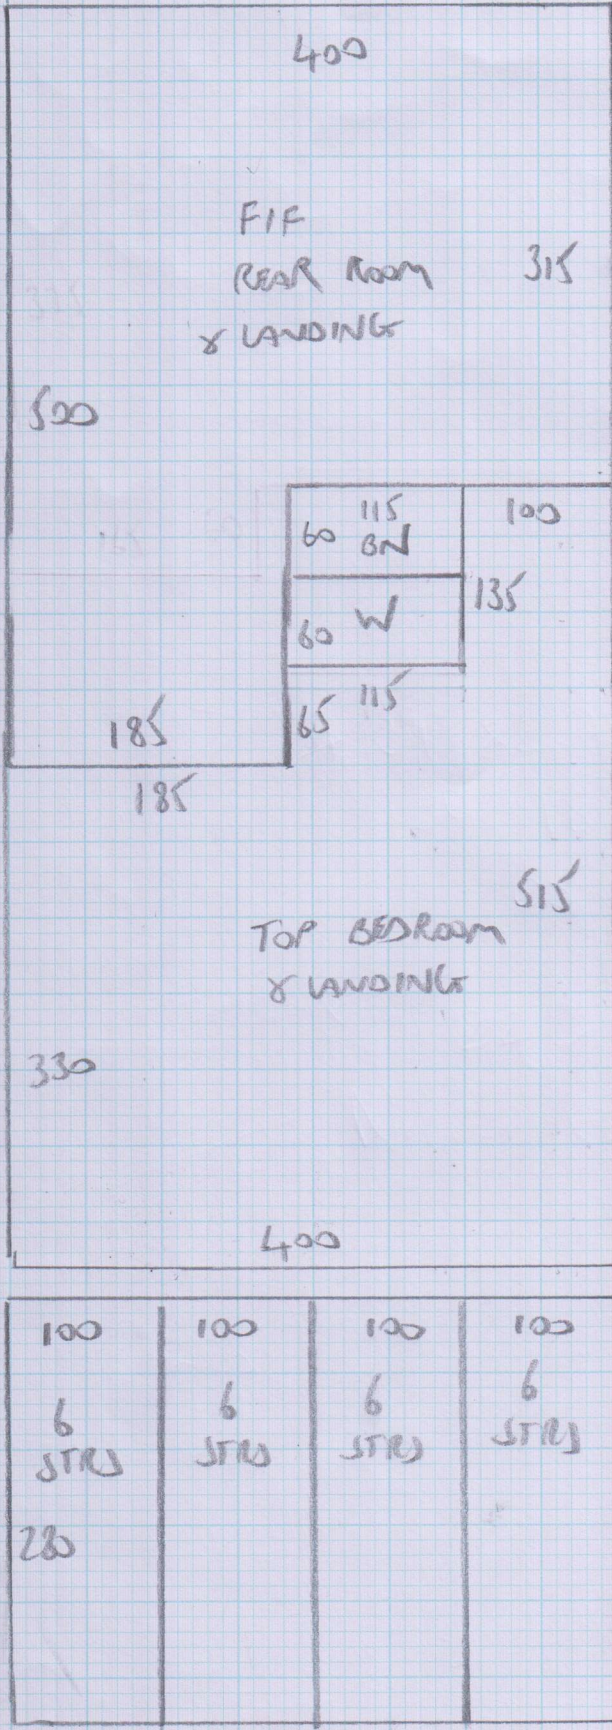 400
F/F
REAR ROOM 315
& LANDING
500
115 100
60 BN
135
60 W
115
65
185
185
515
TOP BEDROOM
& LANDING
330
400
100 100 100 100
6 6 6 6
STRS STRS STRS STRS
280